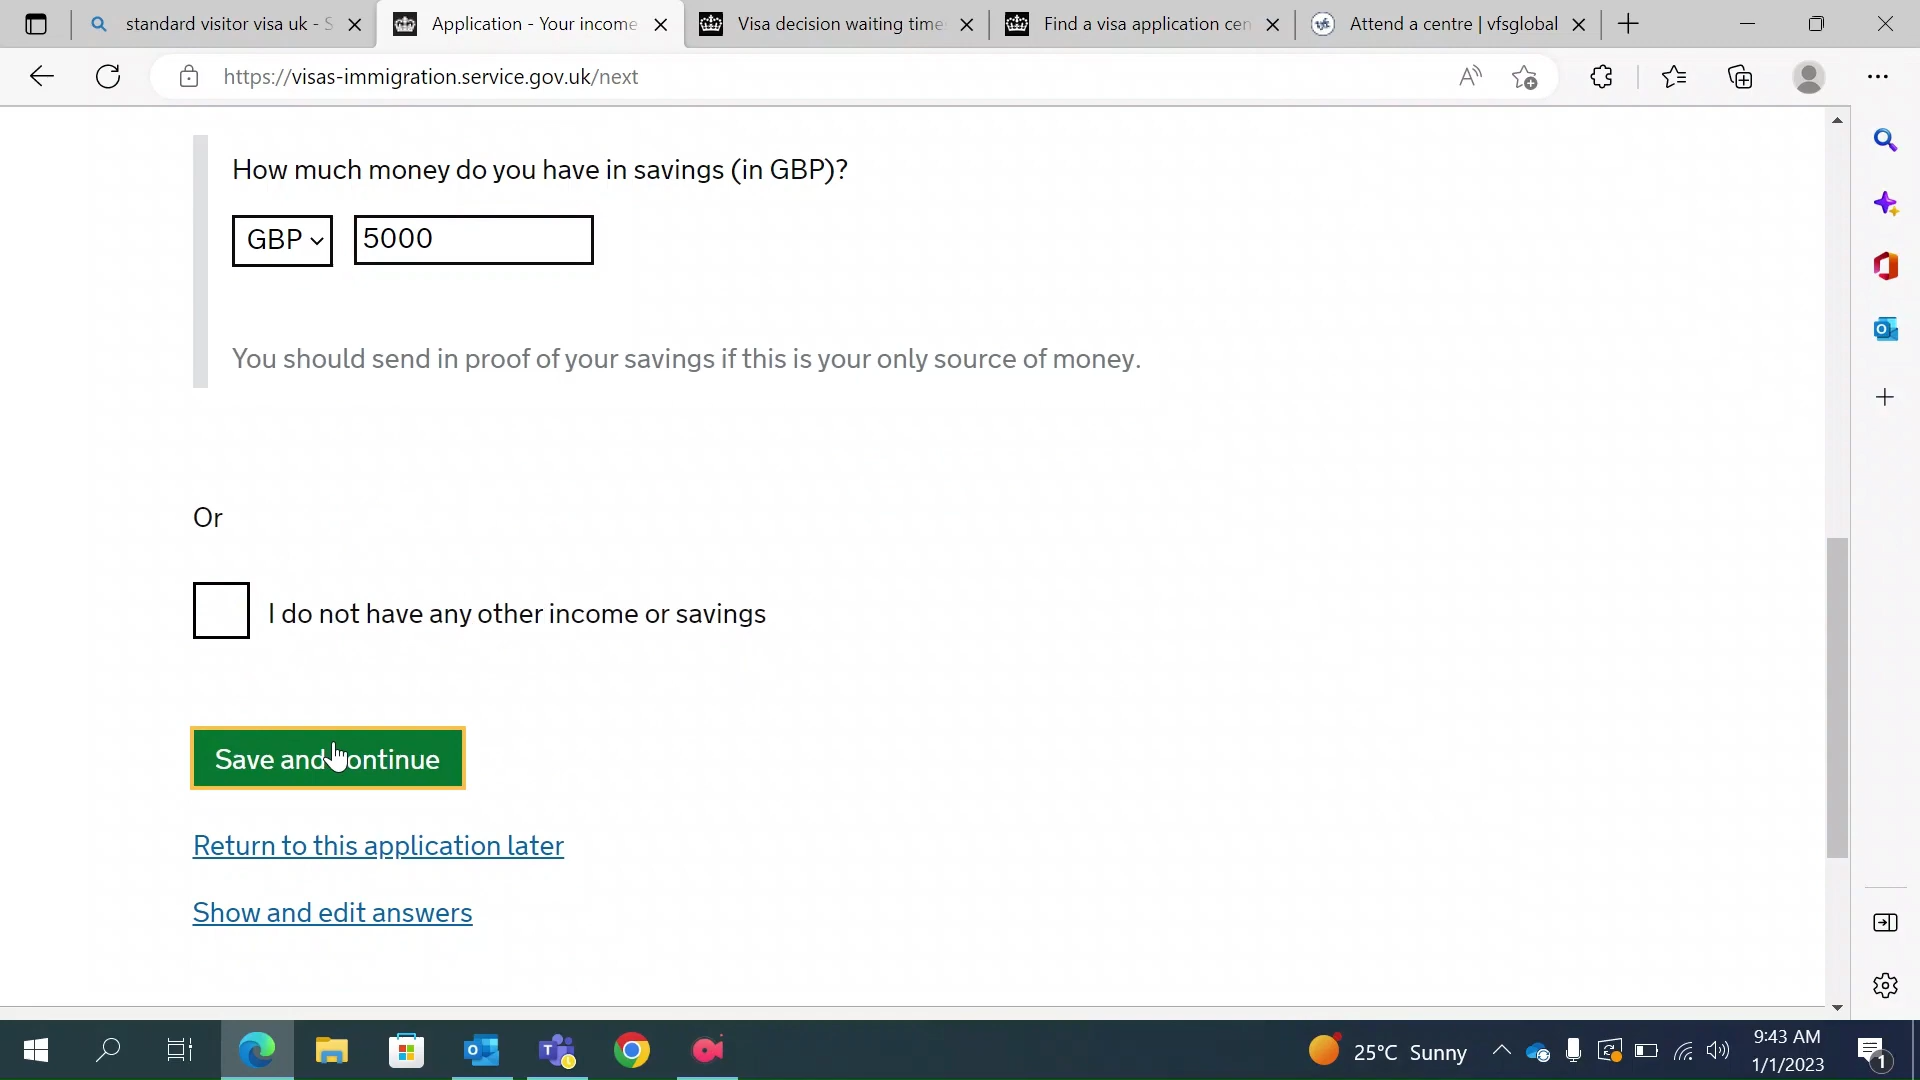 standard visitor visa uk - S
Application - Your income
Visa decision waiting time
Find a visa application cen
Attend a centre | vfsglobal
https://visas-immigration.service.gov.uk/next
How much money do you have in savings (in GBP)?
GBP
5000
You should send in proof of your savings if this is your only source of money.
Or
I do not have any other income or savings
Save and continue
Return to this application later
Show and edit answers
25°C Sunny
9:43 AM
1/1/2023
1